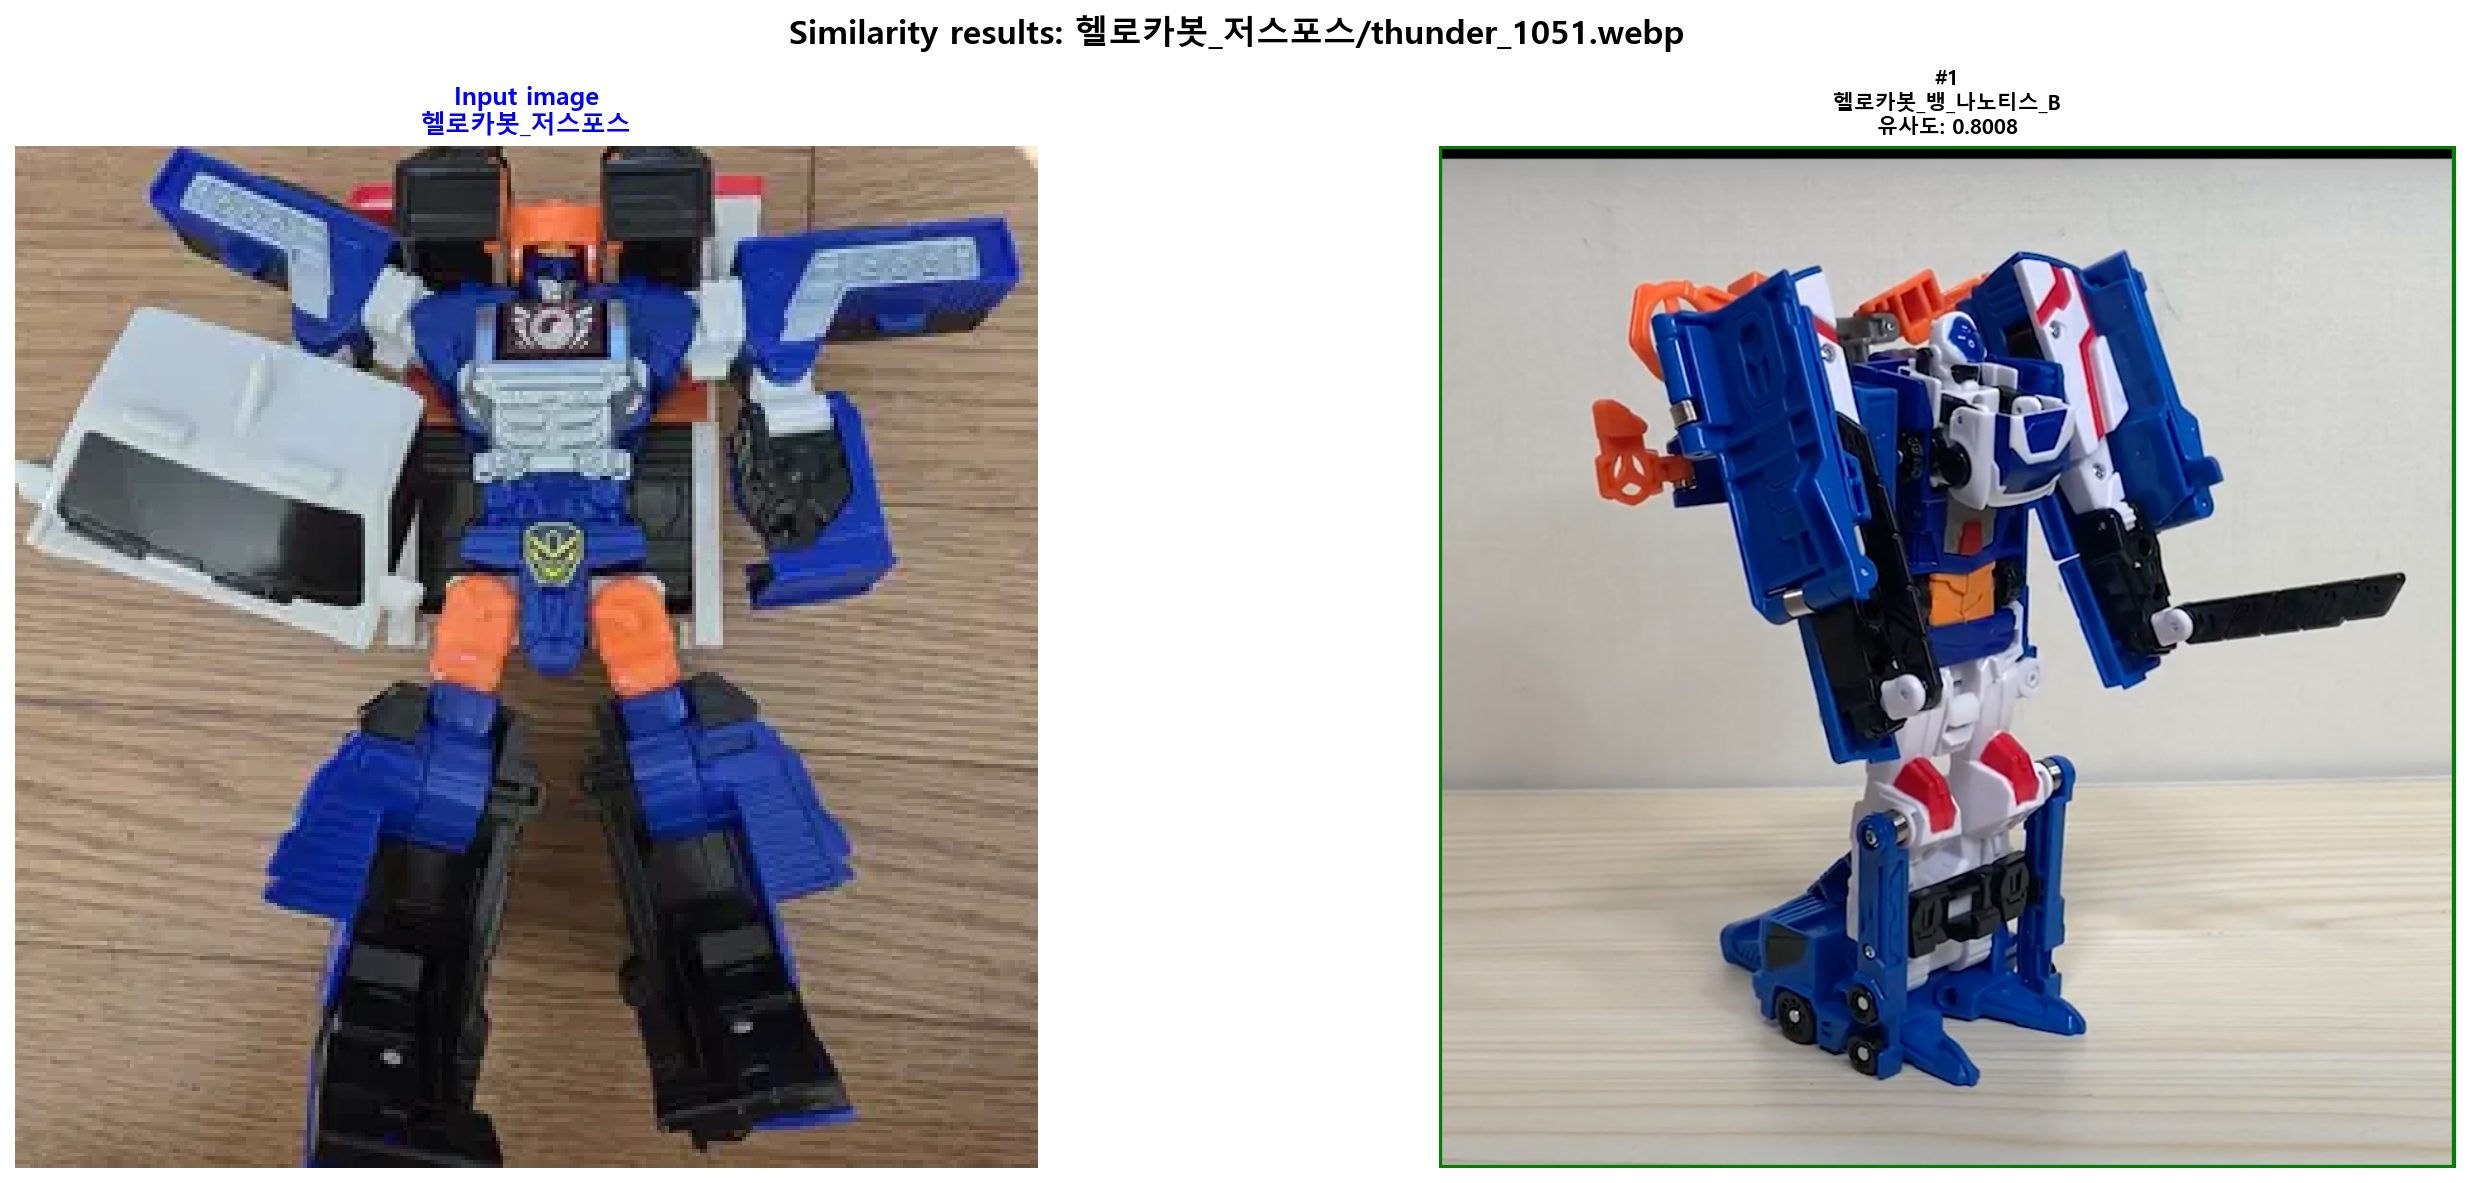 Similarity results: 헬로카봇_저스포스/thunder_1051.webp
Input image
헬로카봇_저스포스
#1
헬로카봇_뱅_나노티스_B
유사도: 0.8008